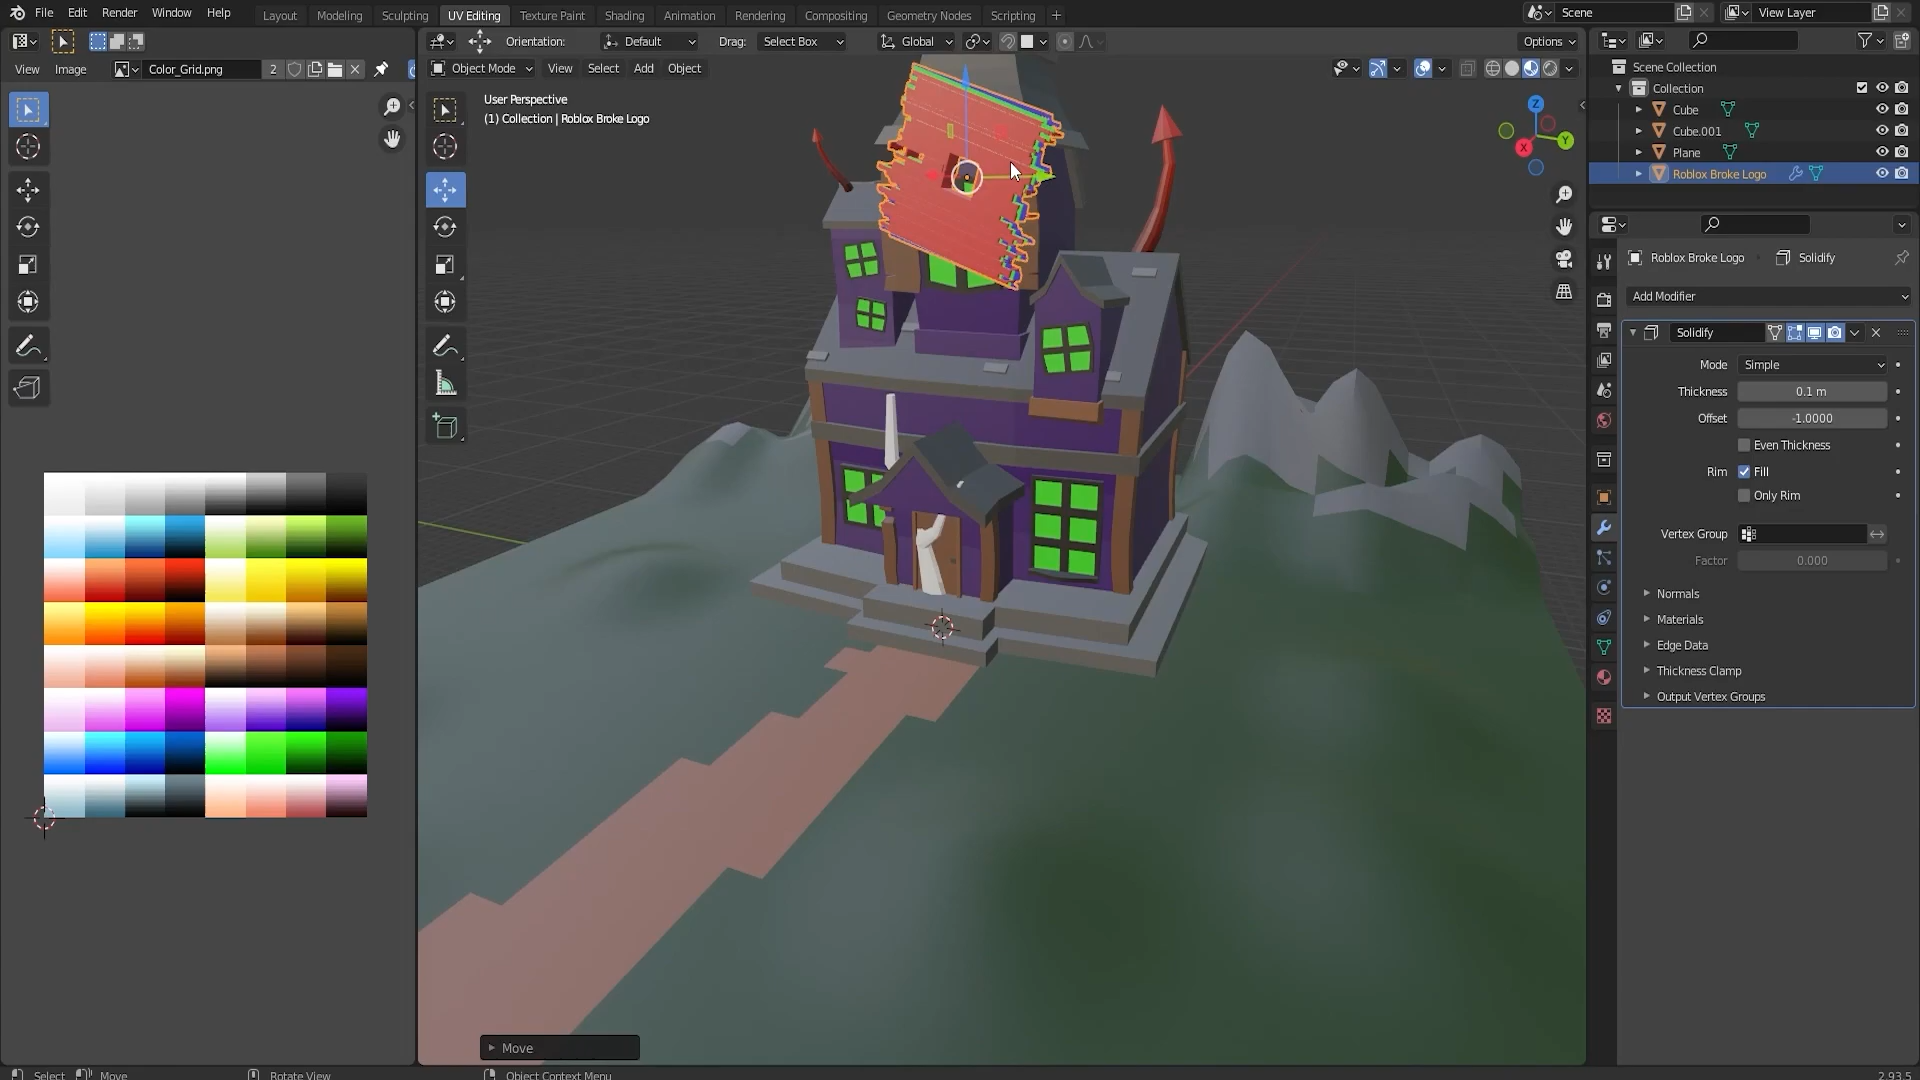 File Edit Render Window Help Layout Modeling Sculpting UV Editing Texture Paint Shading Animation Rendering Compositing Geometry Nodes Scripting + Scene View Layer
Orientation: Default Drag: Select Box Global Options
View Image Color_Grid.png 2 Object Mode View Select Add Object
User Perspective
(1) Collection | Roblox Broke Logo
Z
Y
X
Scene Collection
Collection
Cube
Cube.001
Plane
Roblox Broke Logo
Roblox Broke Logo Solidify
Add Modifier
Solidify
Mode Simple
Thickness 0.1 m
Offset -1.0000
Even Thickness
Rim Fill
Only Rim
Vertex Group
Factor 0.000
Normals
Materials
Edge Data
Thickness Clamp
Output Vertex Groups
Move
Select Move Rotate View Object Context Menu 2.93.5